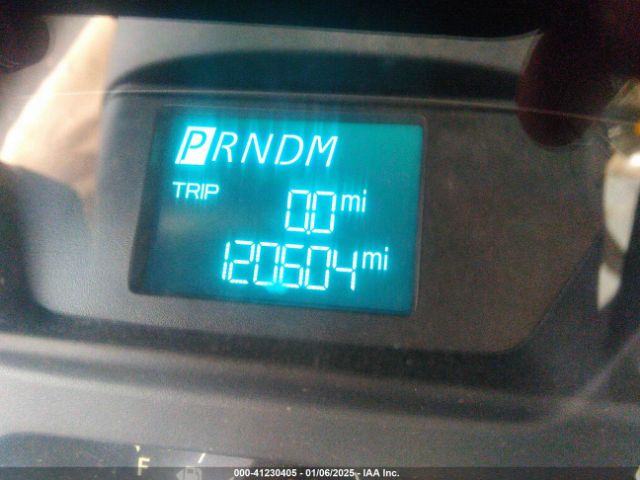 PRNDM
TRIP 0.0 mi
120604 mi
F
000-41230405 - 01/06/2025 - IAA Inc.